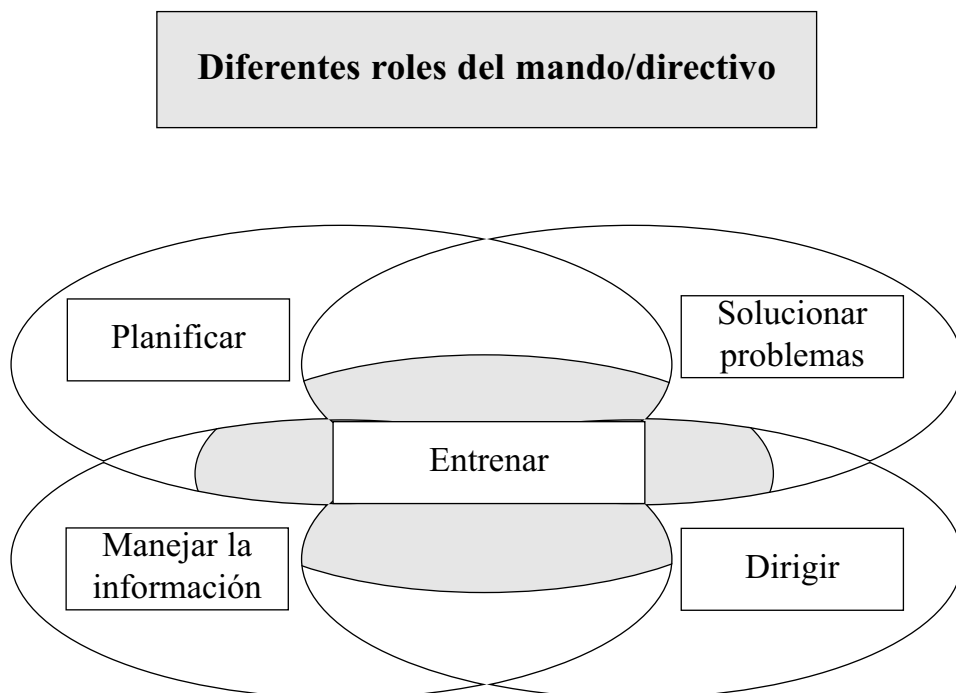 Diferentes roles del mando/directivo
Planificar
Solucionar
problemas
Entrenar
Manejar la
información
Dirigir